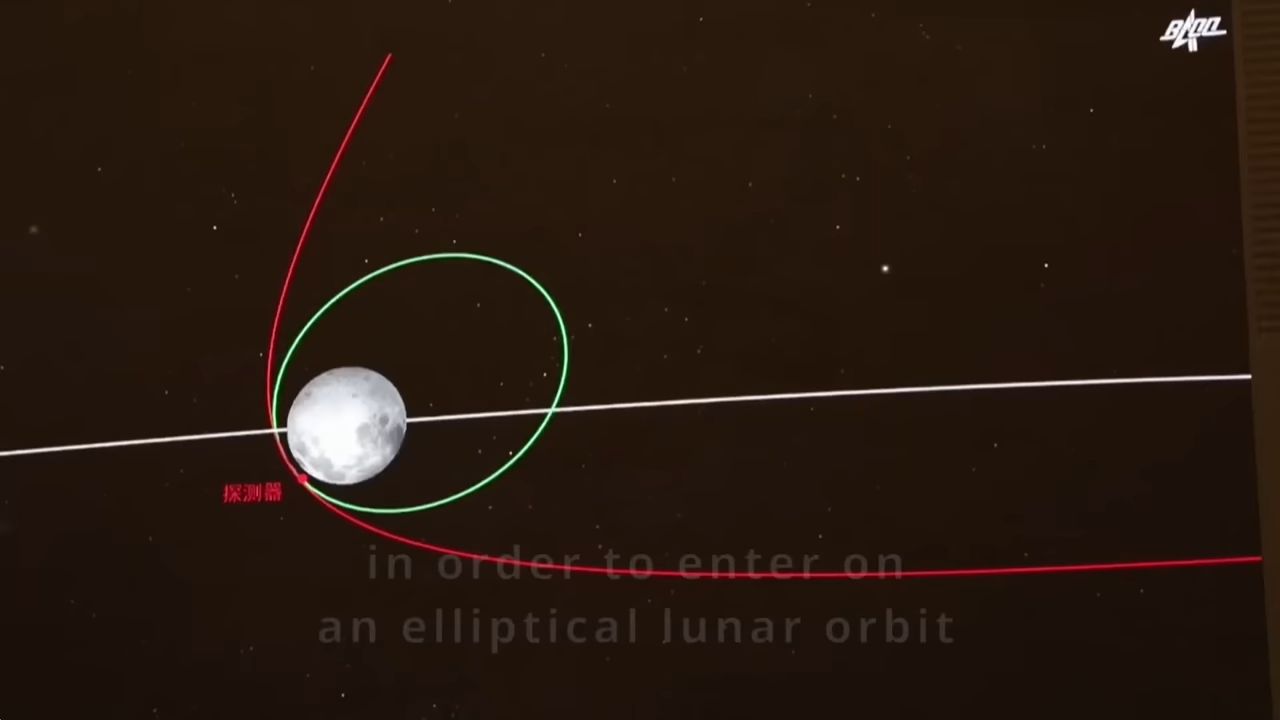 探测器
in order to enter on
an elliptical lunar orbit